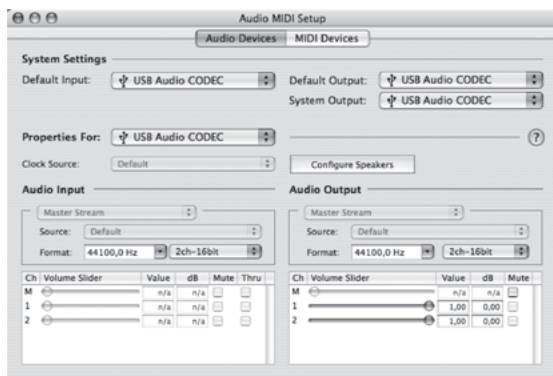 Audio MIDI Setup
Audio Devices MIDI Devices
System Settings
Default Input: USB Audio CODEC
Default Output: USB Audio CODEC
System Output: USB Audio CODEC
Properties For: USB Audio CODEC ?
Clock Source: Default
Configure Speakers
Audio Input
Master Stream
Source: Default
Format: 44100,0 Hz 2ch-16bit
Ch Volume Slider Value dB Mute Thru
M n/a n/a
1 n/a n/a
2 n/a n/a
Audio Output
Master Stream
Source: Default
Format: 44100,0 Hz 2ch-16bit
Ch Volume Slider Value dB Mute
M n/a n/a
1 1,00 0,00
2 1,00 0,00